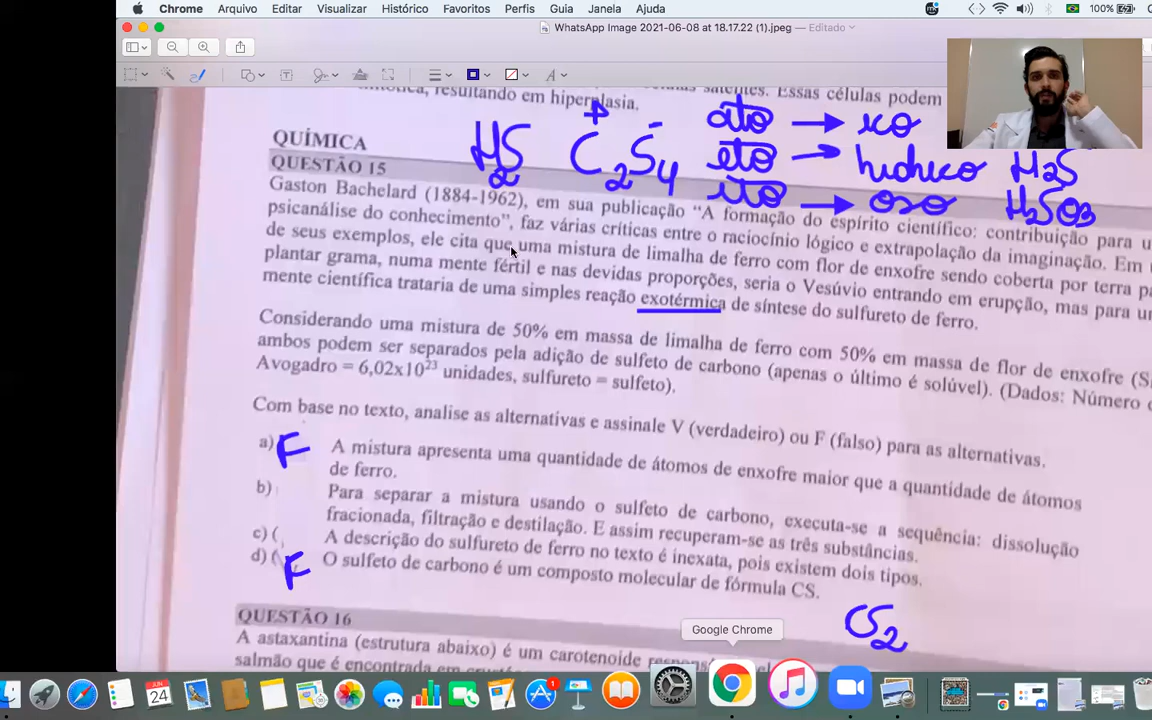 Chrome Arquivo Editar Visualizar Histórico Favoritos Perfis Guia Janela Ajuda 100%
WhatsApp Image 2021-06-08 at 18.17.22 (1).jpeg — Editado
resultando em hiperplasia. satélites. Essas células podem
QUÍMICA
H2S C2+S4- ato → ico
eto → hídrico H2S
ito → oso H2SO3
QUESTÃO 15
Gaston Bachelard (1884-1962), em sua publicação “A formação do espírito científico: contribuição para u
psicanálise do conhecimento”, faz várias críticas entre o raciocínio lógico e extrapolação da imaginação. Em
de seus exemplos, ele cita que uma mistura de limalha de ferro com flor de enxofre sendo coberta por terra p
plantar grama, numa mente fértil e nas devidas proporções, seria o Vesúvio entrando em erupção, mas para u
mente científica trataria de uma simples reação exotérmica de síntese do sulfureto de ferro.
Considerando uma mistura de 50% em massa de limalha de ferro com 50% em massa de flor de enxofre (S
ambos podem ser separados pela adição de sulfeto de carbono (apenas o último é solúvel). (Dados: Número
Avogadro = 6,02x10²³ unidades, sulfureto = sulfeto).
Com base no texto, analise as alternativas e assinale V (verdadeiro) ou F (falso) para as alternativas.
a) F A mistura apresenta uma quantidade de átomos de enxofre maior que a quantidade de átomos
de ferro.
b) Para separar a mistura usando o sulfeto de carbono, executa-se a sequência: dissolução
fracionada, filtração e destilação. E assim recuperam-se as três substâncias.
c) ( A descrição do sulfureto de ferro no texto é inexata, pois existem dois tipos.
d) ( F O sulfeto de carbono é um composto molecular de fórmula CS.
CS2
QUESTÃO 16
A astaxantina (estrutura abaixo) é um carotenoide
salmão que é encontrada em
Google Chrome
JUN
24
1